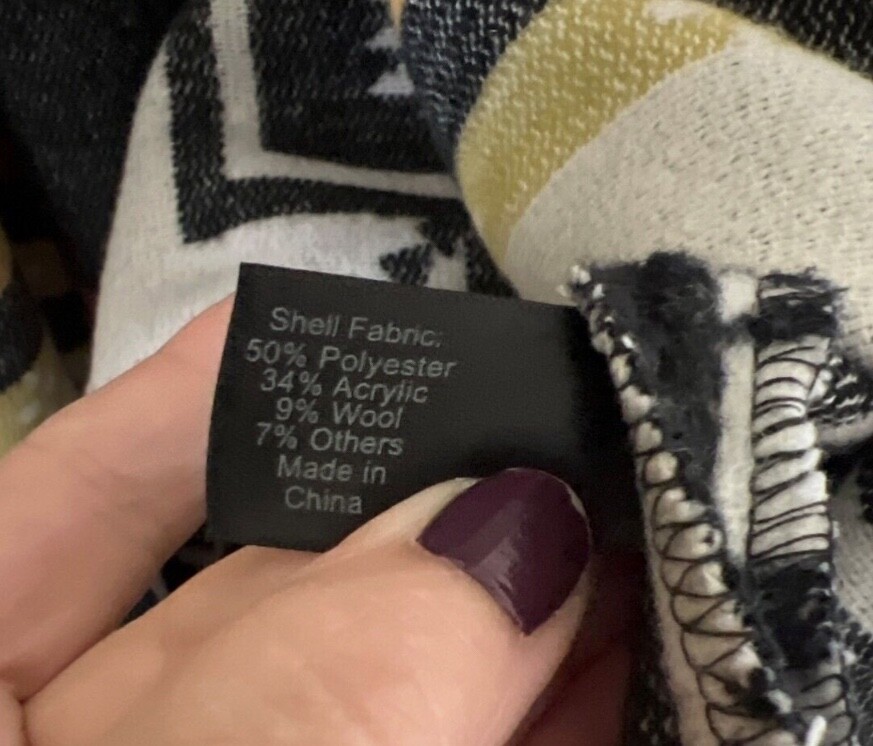 Shell Fabric:
50% Polyester
34% Acrylic
9% Wool
7% Others
Made in
China